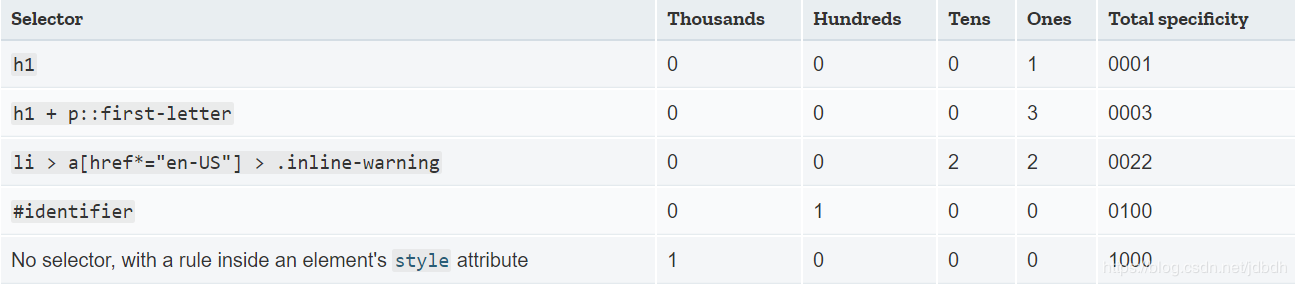 Selector Thousands Hundreds Tens Ones Total specificity
h1 0 0 0 1 0001
h1 + p::first-letter 0 0 0 3 0003
li > a[href*="en-US"] > .inline-warning 0 0 2 2 0022
#identifier 0 1 0 0 0100
No selector, with a rule inside an element's style attribute 1 0 0 0 1000
https://blog.csdn.net/jdbdh